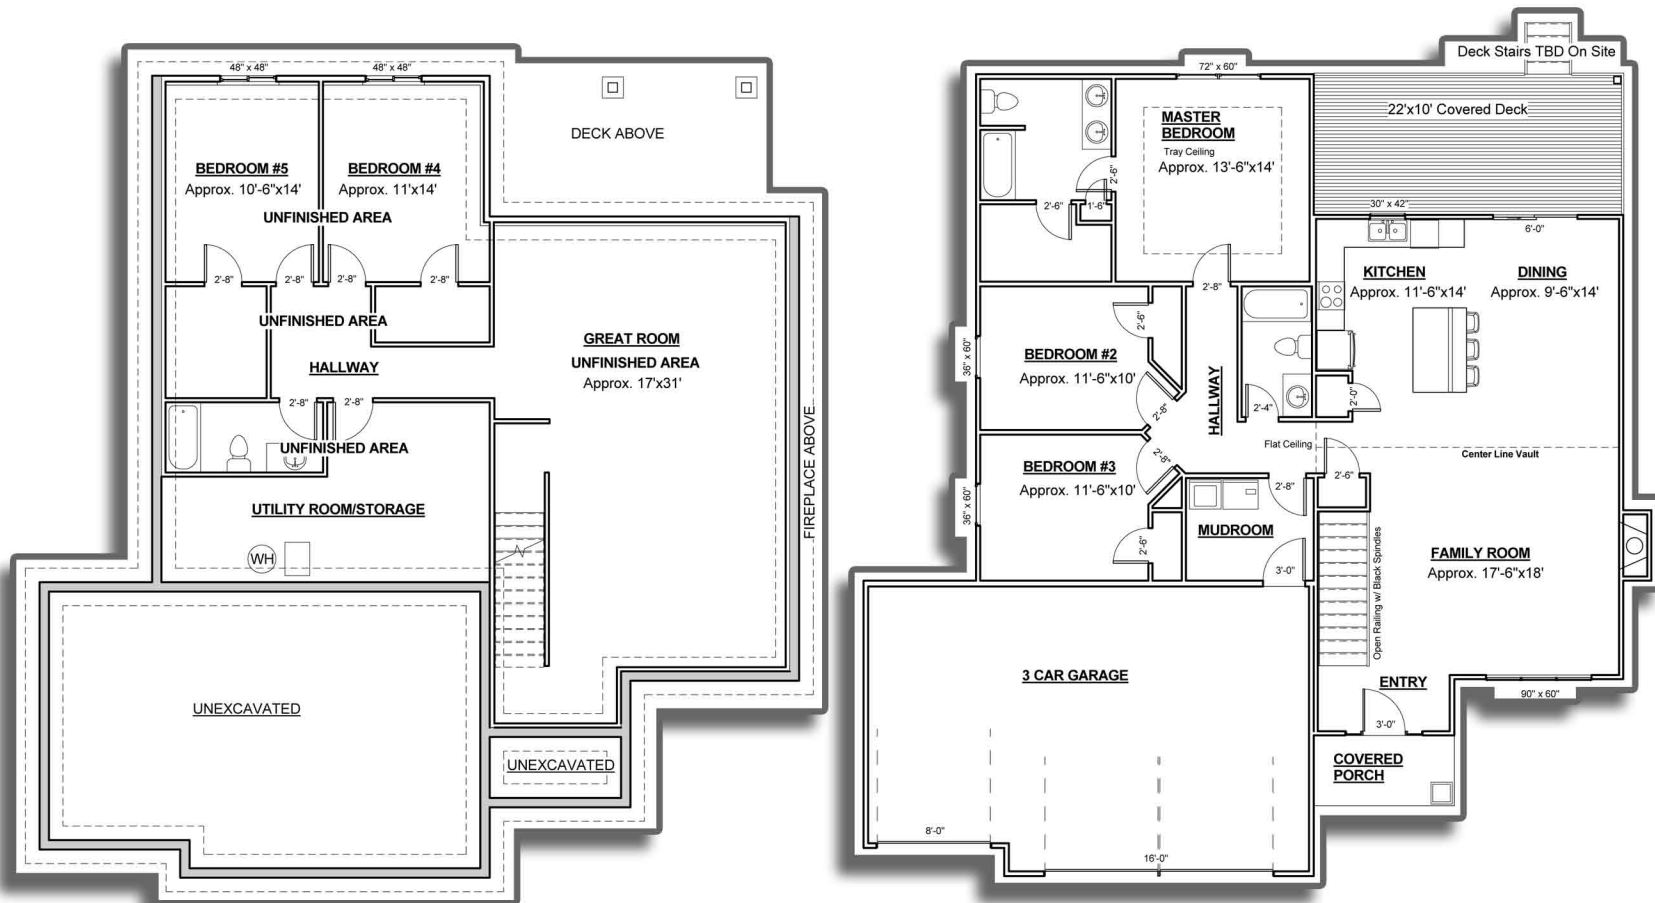 48" x 48"
48" x 48"
DECK ABOVE
BEDROOM #5
Approx. 10'-6"x14'
BEDROOM #4
Approx. 11'x14'
UNFINISHED AREA
2'-8"
2'-8"
2'-8"
2'-8"
UNFINISHED AREA
HALLWAY
GREAT ROOM
UNFINISHED AREA
Approx. 17'x31'
2'-8"
2'-8"
UNFINISHED AREA
FIREPLACE ABOVE
UTILITY ROOM/STORAGE
WH
UNEXCAVATED
UNEXCAVATED
Deck Stairs TBD On Site
72" x 60"
22'x10' Covered Deck
MASTER
BEDROOM
Tray Ceiling
Approx. 13'-6"x14'
2'-6"
2'-6"
1'-6"
30" x 42"
6'-0"
KITCHEN
Approx. 11'-6"x14'
DINING
Approx. 9'-6"x14'
2'-8"
2'-6"
36" x 60"
BEDROOM #2
Approx. 11'-6"x10'
2'-8"
HALLWAY
2'-4"
2'-0"
Flat Ceiling
Center Line Vault
BEDROOM #3
Approx. 11'-6"x10'
2'-8"
36" x 60"
2'-6"
2'-8"
2'-6"
MUDROOM
3'-0"
Open Railing w/ Black Spindles
FAMILY ROOM
Approx. 17'-6"x18'
3 CAR GARAGE
ENTRY
90" x 60"
3'-0"
COVERED
PORCH
8'-0"
16'-0"